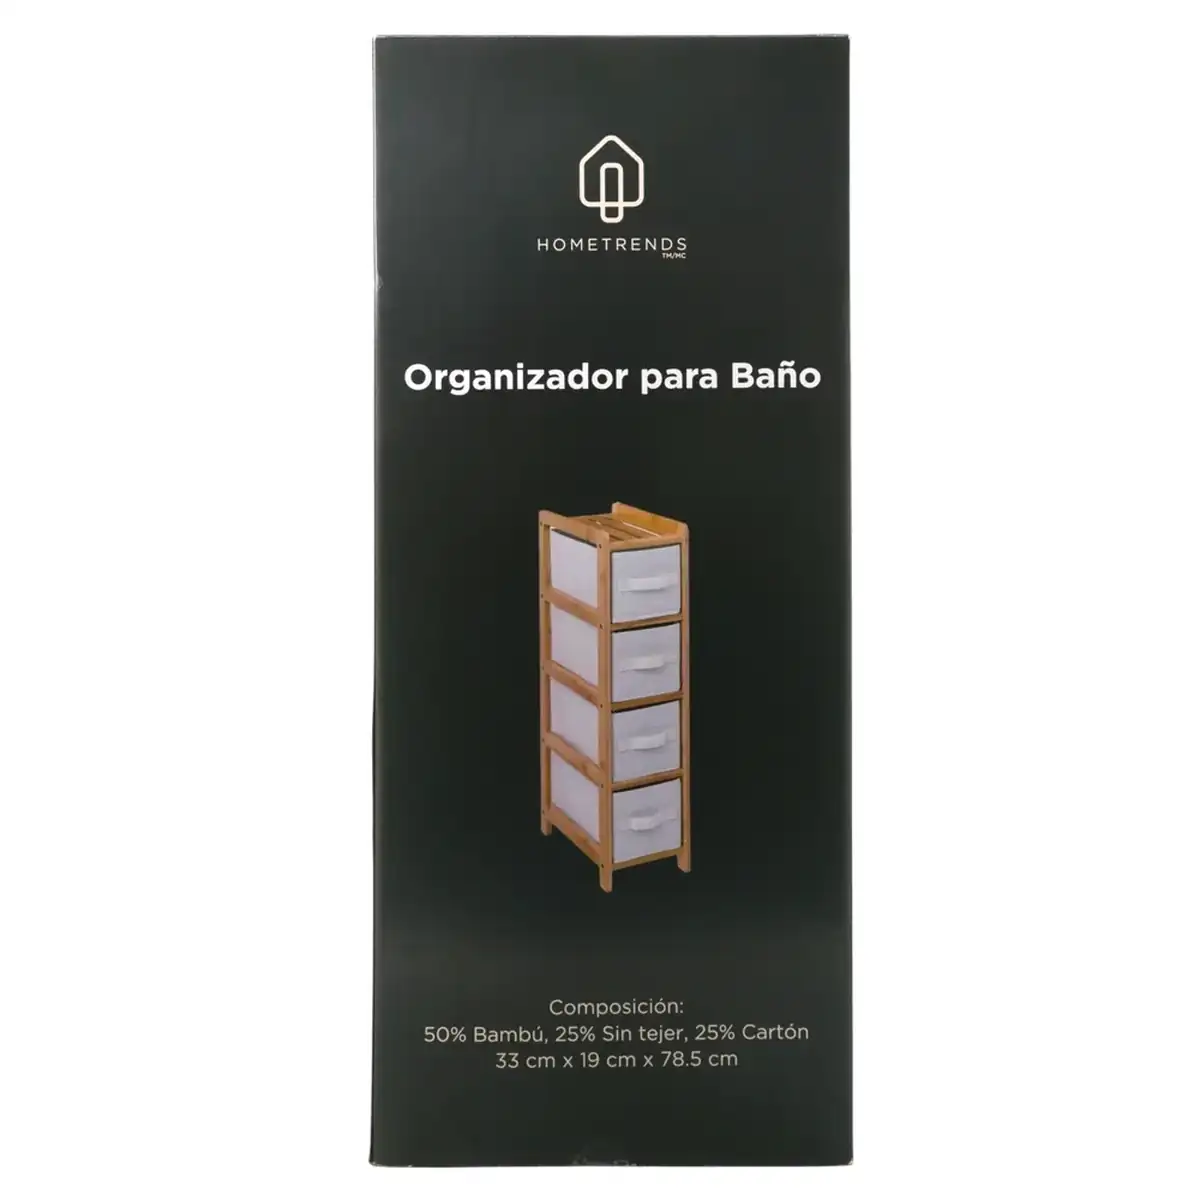 HOMETRENDS
TM/MC
Organizador para Baño
Composición:
50% Bambú, 25% Sin tejer, 25% Cartón
33 cm x 19 cm x 78.5 cm